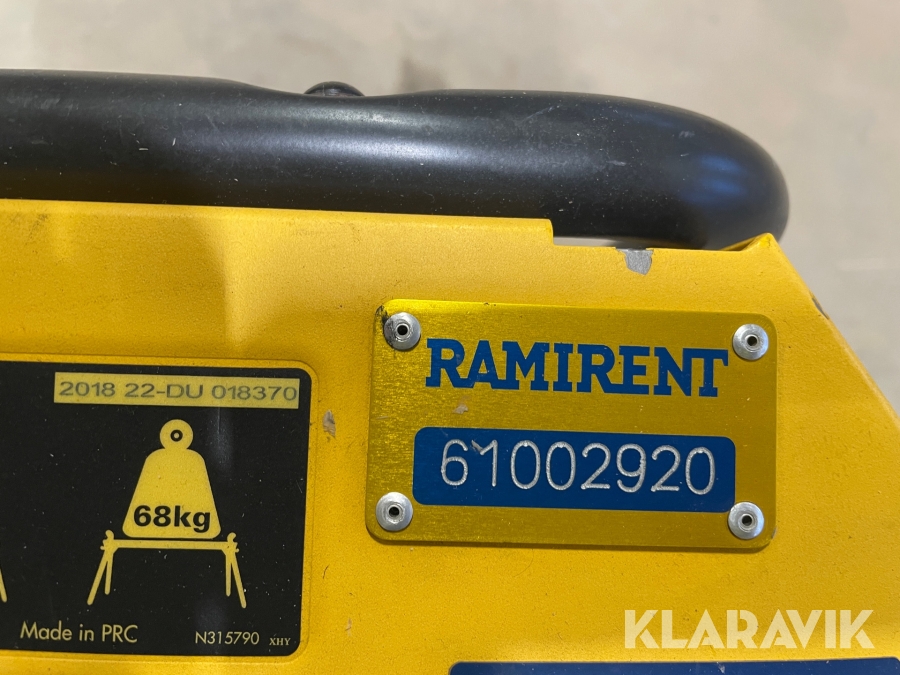 RAMIRENT
61002920
2018 22-DU 018370
68kg
Made in PRC
N315790 XHY
KLARAVIK